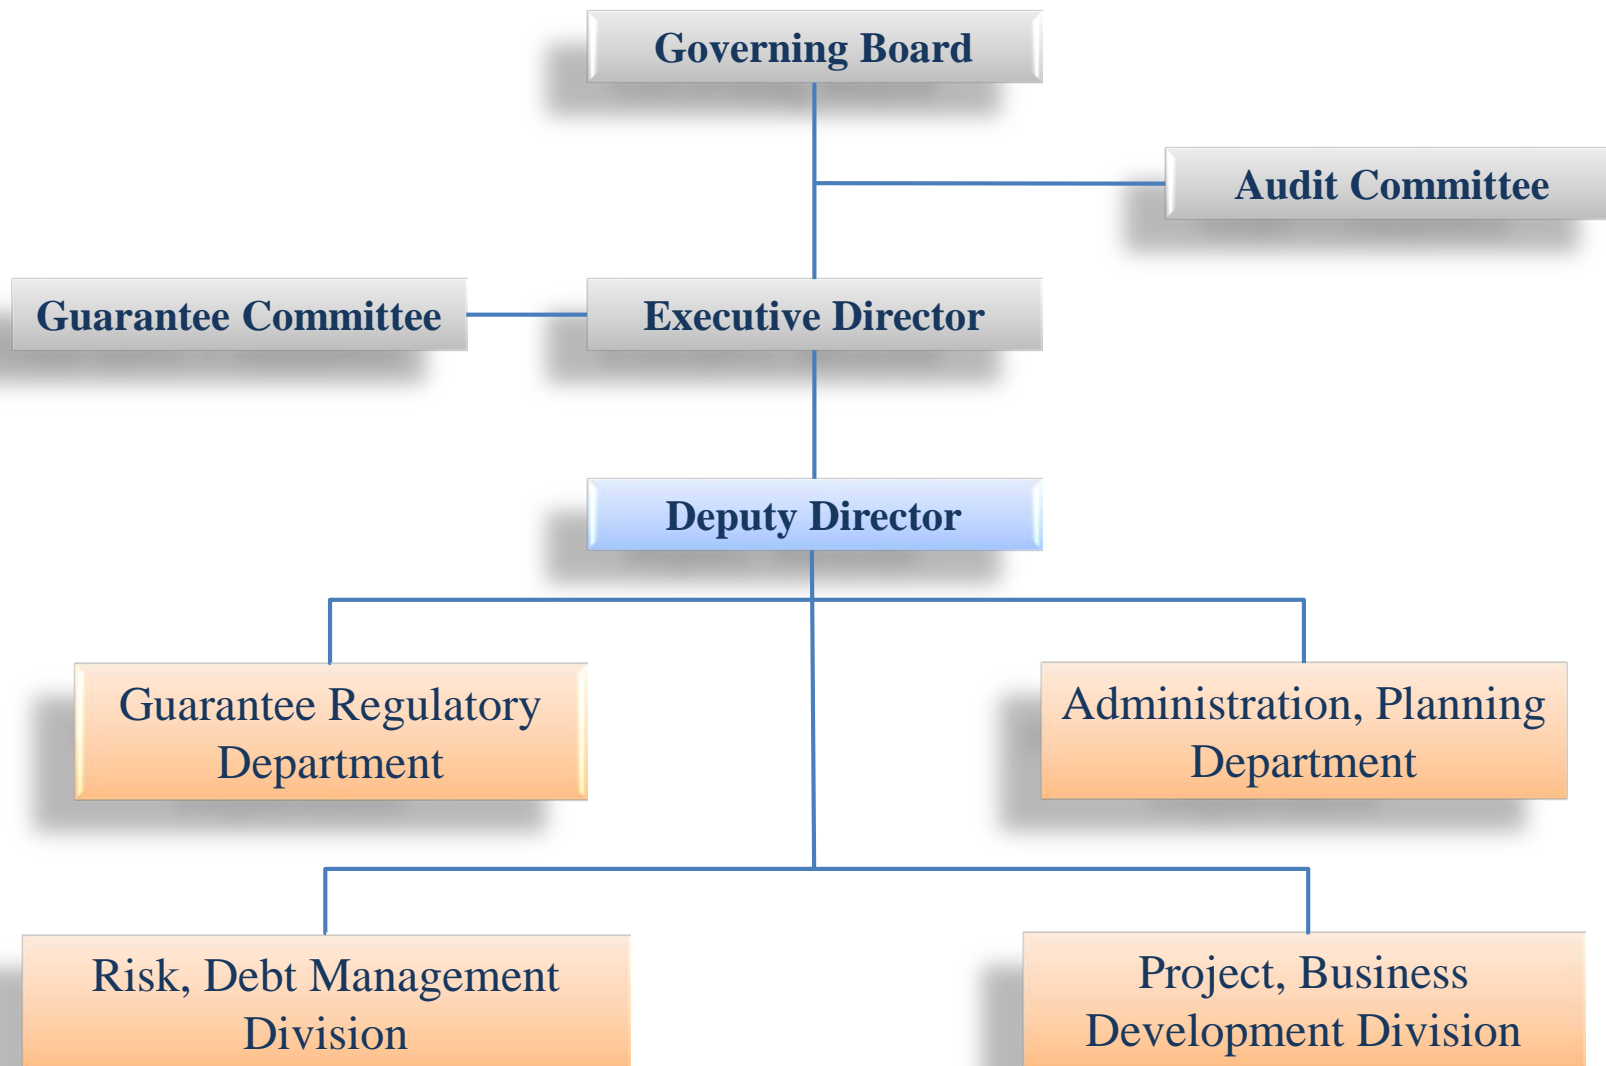 Governing Board
Audit Committee
Guarantee Committee
Executive Director
Deputy Director
Guarantee Regulatory
Department
Administration, Planning
Department
Risk, Debt Management
Division
Project, Business
Development Division